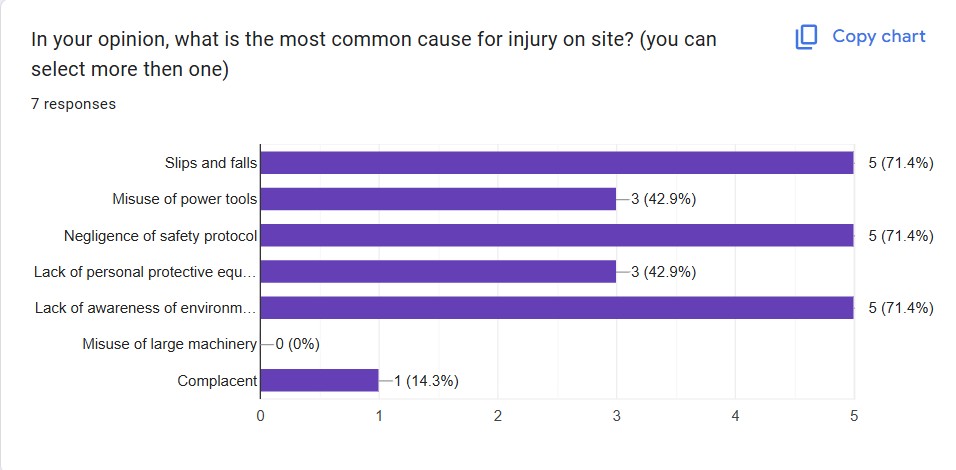 In your opinion, what is the most common cause for injury on site? (you can
select more then one)
Copy chart
7 responses
Slips and falls 5 (71.4%)
Misuse of power tools 3 (42.9%)
Negligence of safety protocol 5 (71.4%)
Lack of personal protective equ... 3 (42.9%)
Lack of awareness of environm... 5 (71.4%)
Misuse of large machinery 0 (0%)
Complacent 1 (14.3%)
0 1 2 3 4 5